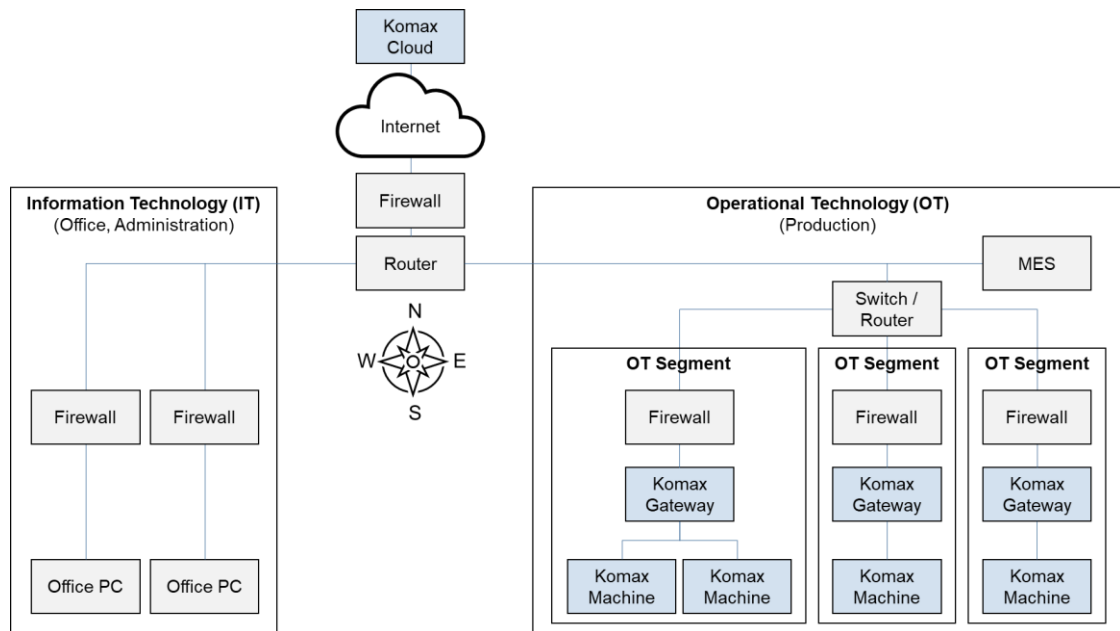 Komax
Cloud
Internet
Firewall
Router
N
W
E
S
Information Technology (IT)
(Office, Administration)
Firewall
Firewall
Office PC
Office PC
Operational Technology (OT)
(Production)
MES
Switch /
Router
OT Segment
Firewall
Komax
Gateway
Komax
Machine
Komax
Machine
OT Segment
Firewall
Komax
Gateway
Komax
Machine
OT Segment
Firewall
Komax
Gateway
Komax
Machine